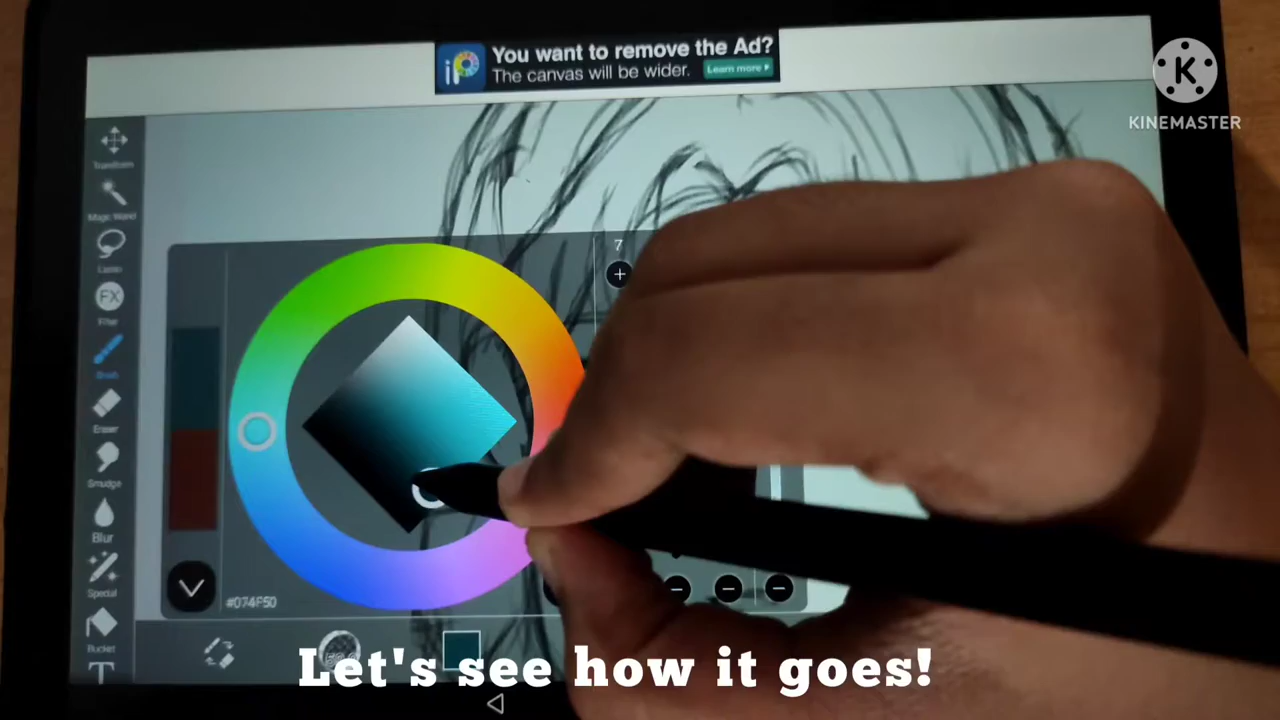 You want to remove the Ad?
The canvas will be wider.
Learn more
K
KINEMASTER
Transform
Magic Wand
Lasso
FX
Filter
Brush
Eraser
Smudge
Blur
Special
Bucket
T
7
#074F50
Let's see how it goes!